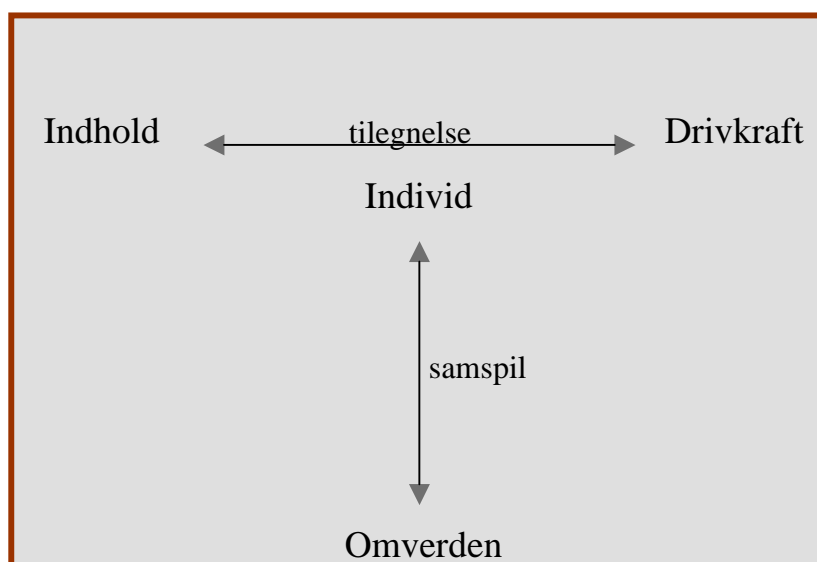 Indhold tilegnelse Drivkraft
Individ
samspil
Omverden